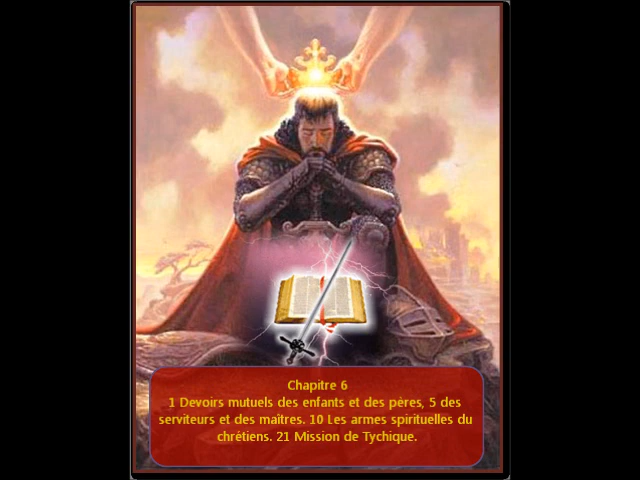 Chapitre 6
1 Devoirs mutuels des enfants et des pères, 5 des
serviteurs et des maîtres. 10 Les armes spirituelles du
chrétiens. 21 Mission de Tychique.